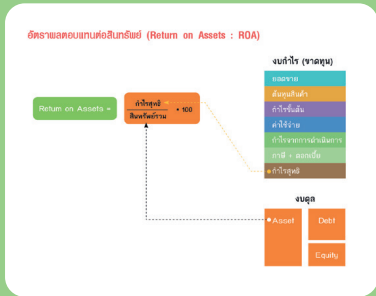 อัตราผลตอบแทนต่อสินทรัพย์ (Return on Assets : ROA)
งบกำไร (ขาดทุน)
ยอดขาย
ต้นทุนสินค้า
กำไรขั้นต้น
ค่าใช้จ่าย
กำไรจากการดำเนินการ
ภาษี + ดอกเบี้ย
กำไรสุทธิ
Return on Assets =
กำไรสุทธิ
สินทรัพย์รวม
* 100
งบดุล
Asset
Debt
Equity